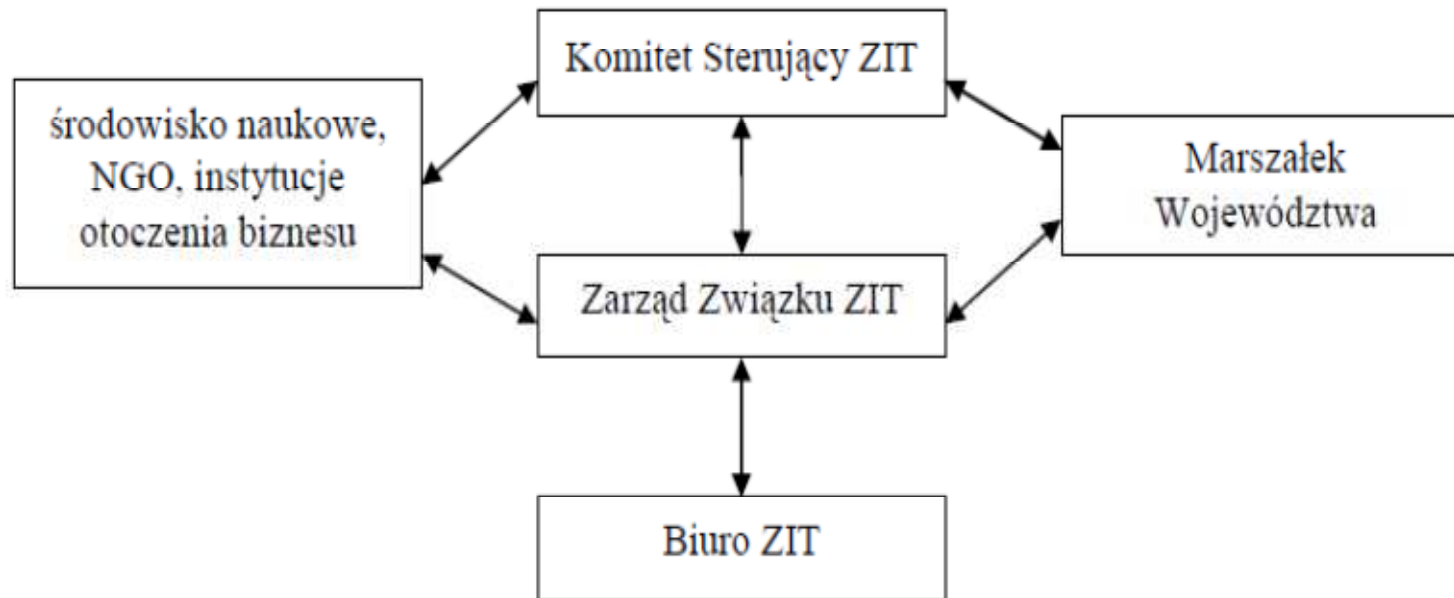 Komitet Sterujący ZIT
środowisko naukowe,
NGO, instytucje
otoczenia biznesu
Marszałek
Województwa
Zarząd Związku ZIT
Biuro ZIT